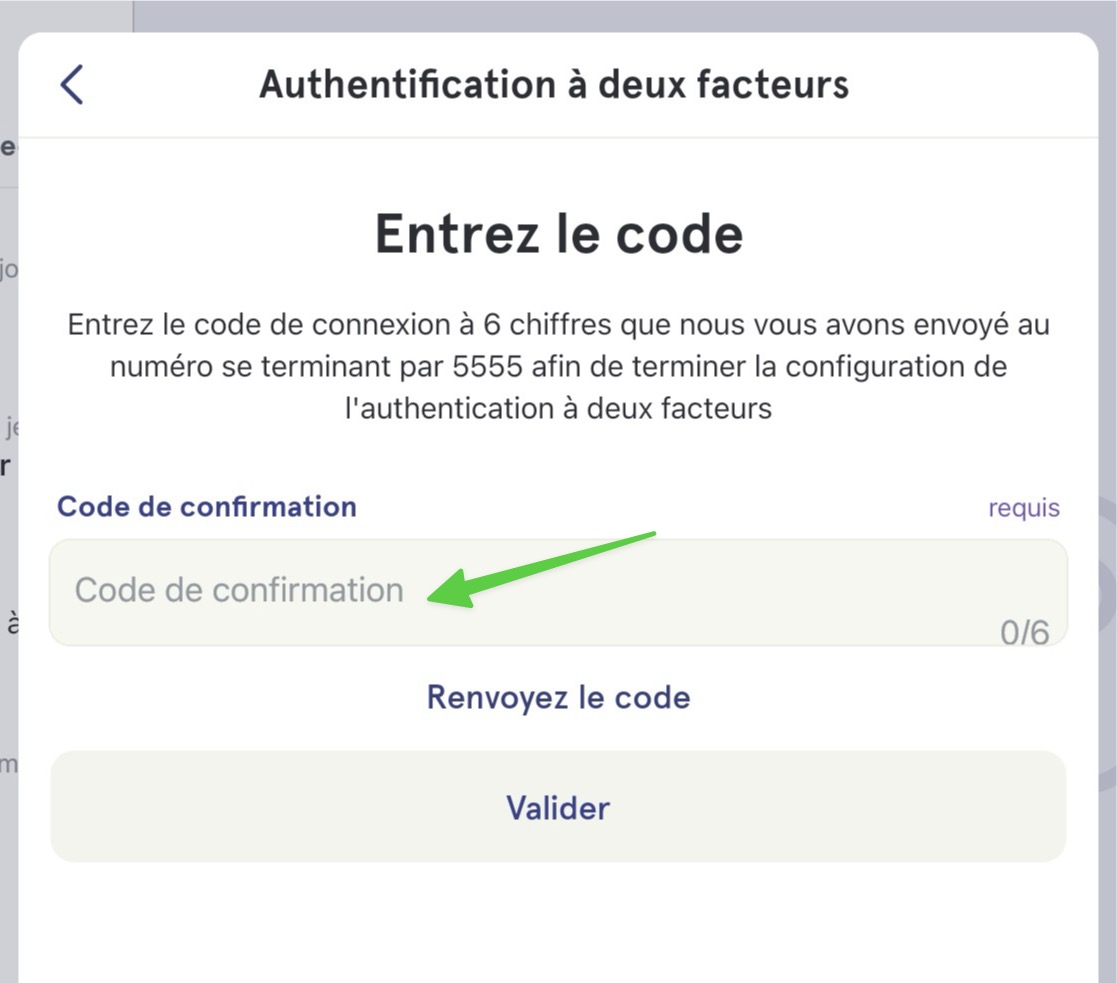 Authentification à deux facteurs
Entrez le code
Entrez le code de connexion à 6 chiffres que nous vous avons envoyé au
numéro se terminant par 5555 afin de terminer la configuration de
l'authentication à deux facteurs
Code de confirmation
requis
Code de confirmation
0/6
Renvoyez le code
Valider